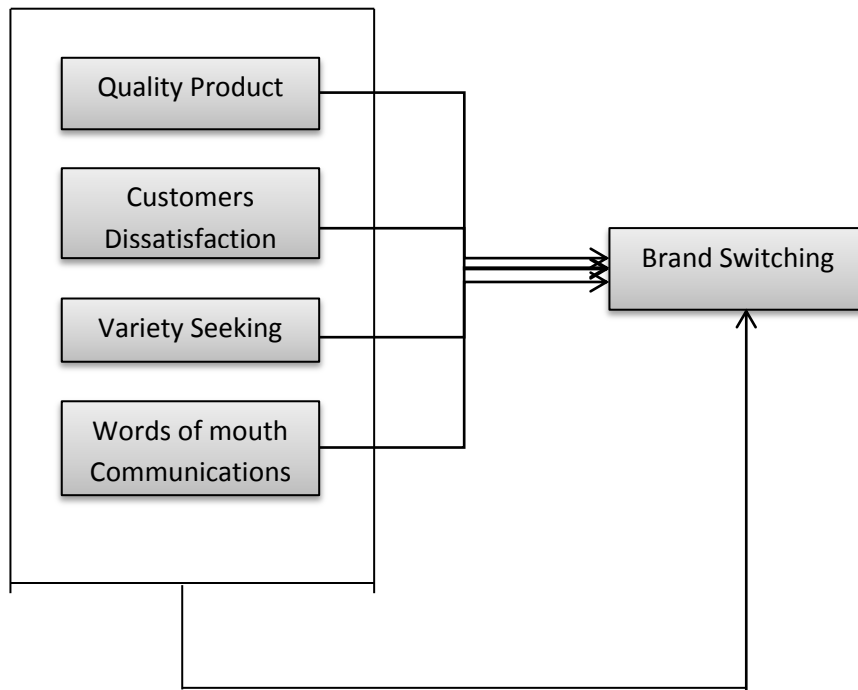 Quality Product
Customers
Dissatisfaction
Brand Switching
Variety Seeking
Words of mouth
Communications